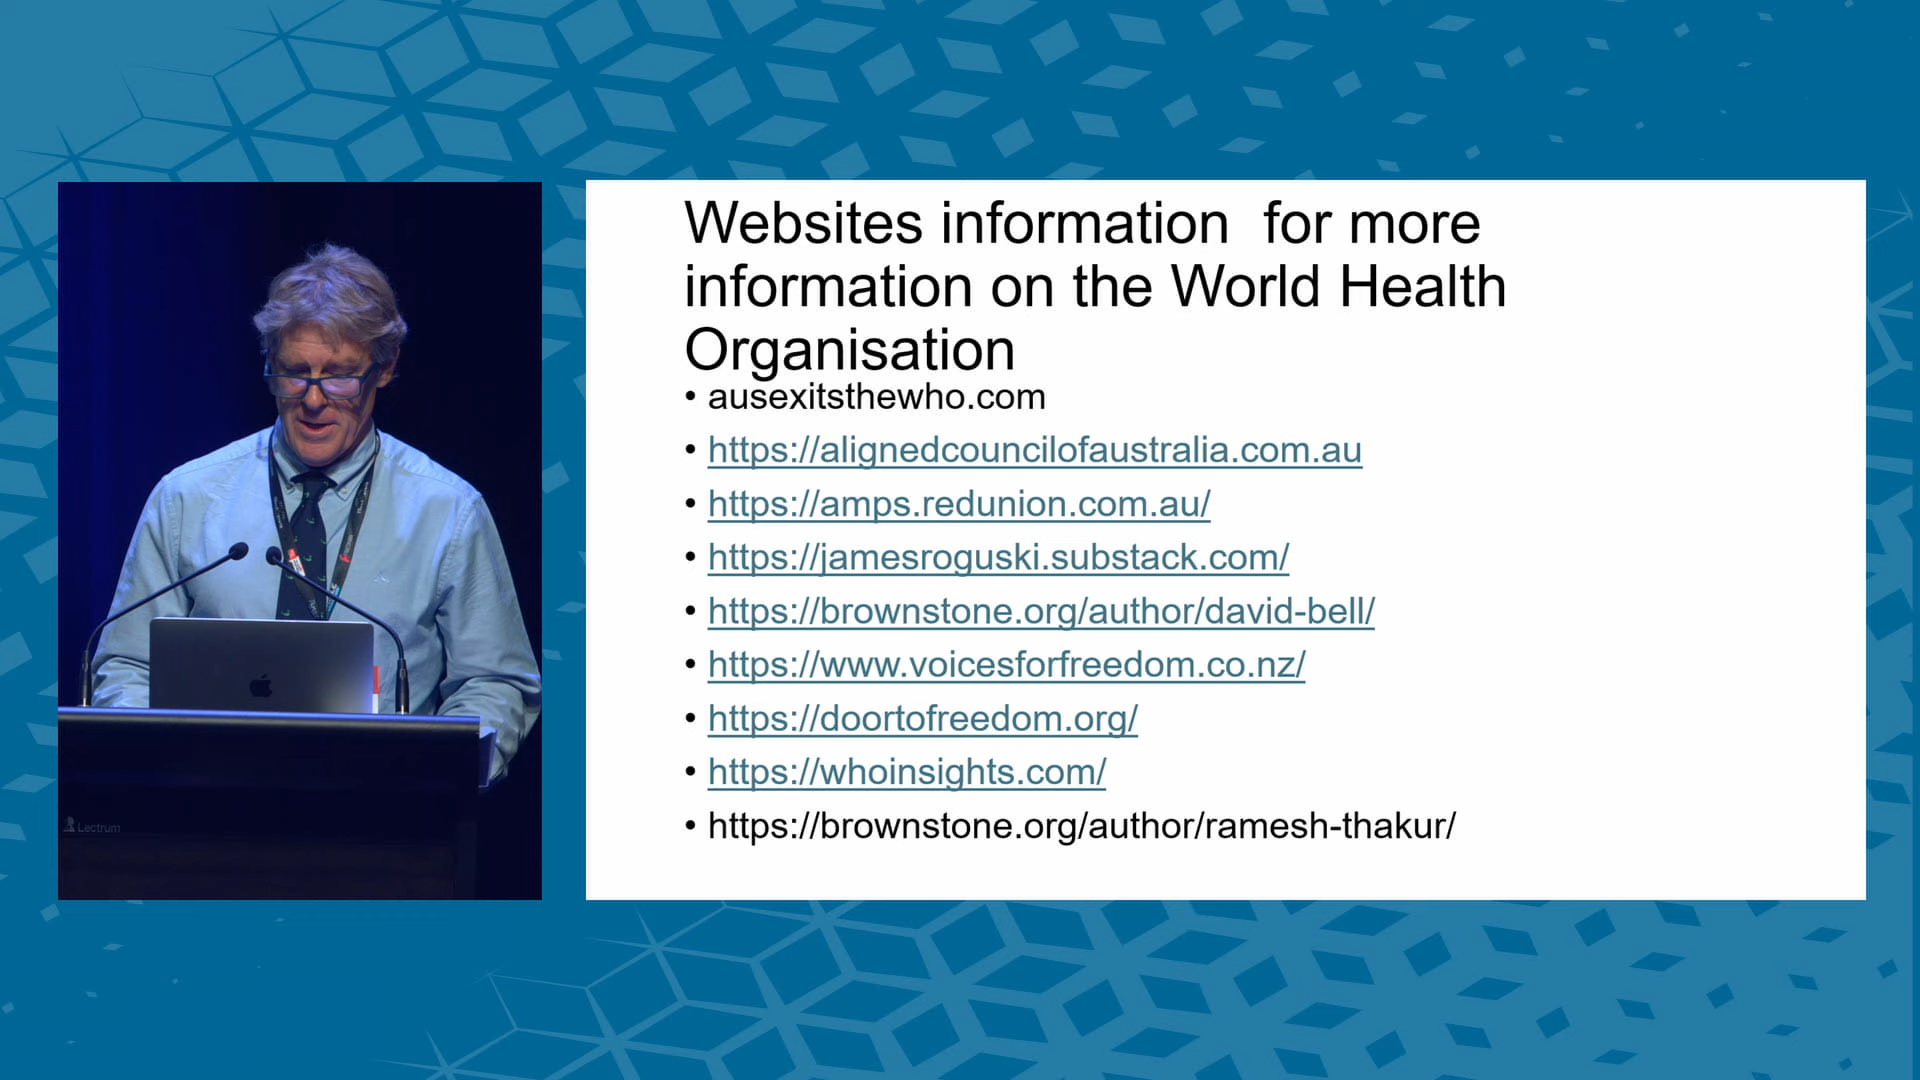 Websites information  for more
information on the World Health
Organisation
• ausexitsthewho.com
• https://alignedcouncilofaustralia.com.au
• https://amps.redunion.com.au/
• https://jamesroguski.substack.com/
• https://brownstone.org/author/david-bell/
• https://www.voicesforfreedom.co.nz/
• https://doortofreedom.org/
• https://whoinsights.com/
• https://brownstone.org/author/ramesh-thakur/
Lectrum